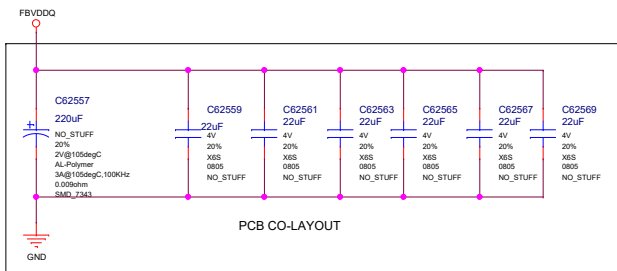 FBVDDQ
C62557
220uF
NO_STUFF
20%
2V@105degC
AL-Polymer
3A@105degC,100KHz
0.009ohm
SMD_7343
C62559
22uF
4V
20%
X6S
0805
NO_STUFF
C62561
22uF
4V
20%
X6S
0805
NO_STUFF
C62563
22uF
4V
20%
X6S
0805
NO_STUFF
C62565
22uF
4V
20%
X6S
0805
NO_STUFF
C62567
22uF
4V
20%
X6S
0805
NO_STUFF
C62569
22uF
4V
20%
X6S
0805
NO_STUFF
PCB CO-LAYOUT
GND